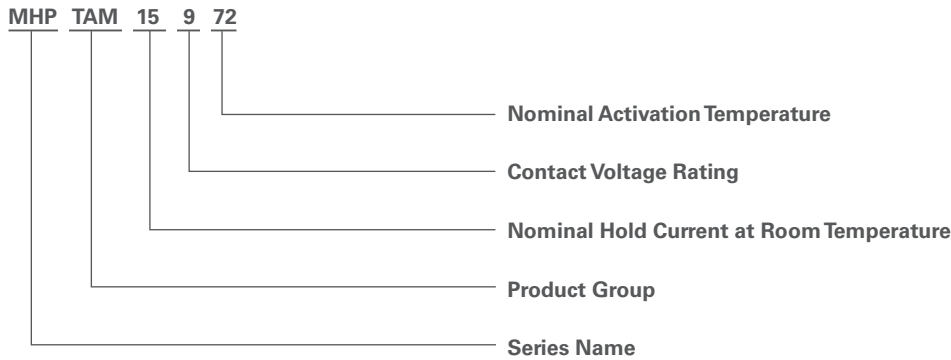 MHP TAM 15 9 72
Nominal Activation Temperature
Contact Voltage Rating
Nominal Hold Current at Room Temperature
Product Group
Series Name